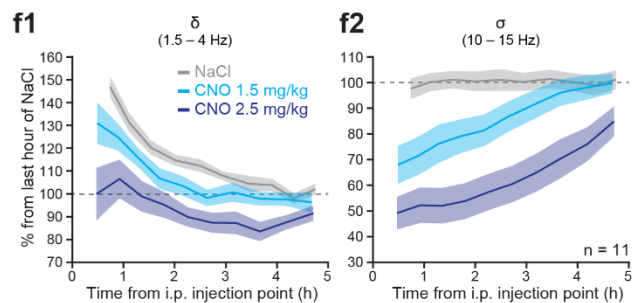 f1
δ
(1.5 – 4 Hz)
% from last hour of NaCl
160
150
140
130
120
110
100
90
80
70
NaCl
CNO 1.5 mg/kg
CNO 2.5 mg/kg
0 1 2 3 4 5
Time from i.p. injection point (h)
f2
σ
(10 – 15 Hz)
110
100
90
80
70
60
50
40
30
n = 11
0 1 2 3 4 5
Time from i.p. injection point (h)